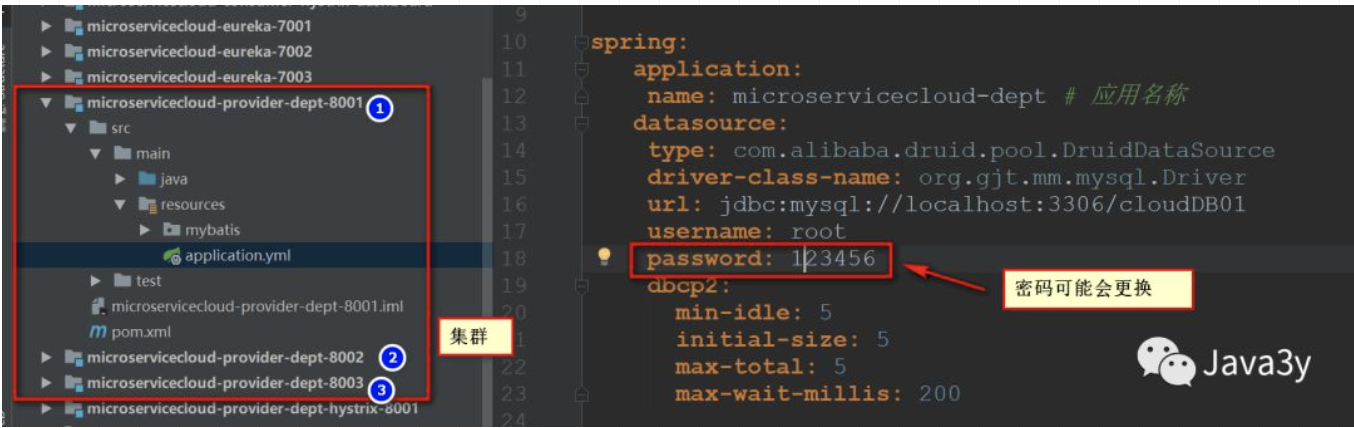 microservicecloud-eureka-7001
microservicecloud-eureka-7002
microservicecloud-eureka-7003
microservicecloud-provider-dept-8001
1
src
main
java
resources
mybatis
application.yml
test
microservicecloud-provider-dept-8001.iml
pom.xml
集群
microservicecloud-provider-dept-8002
2
microservicecloud-provider-dept-8003
3
microservicecloud-provider-dept-hystrix-8001
9
10 spring:
11 application:
12 name: microservicecloud-dept # 应用名称
13 datasource:
14 type: com.alibaba.druid.pool.DruidDataSource
15 driver-class-name: org.gjt.mm.mysql.Driver
16 url: jdbc:mysql://localhost:3306/cloudDB01
17 username: root
18 password: 123456
密码可能会更换
19 dbcp2:
20 min-idle: 5
1 initial-size: 5
22 max-total: 5
23 max-wait-millis: 200
24
Java3y